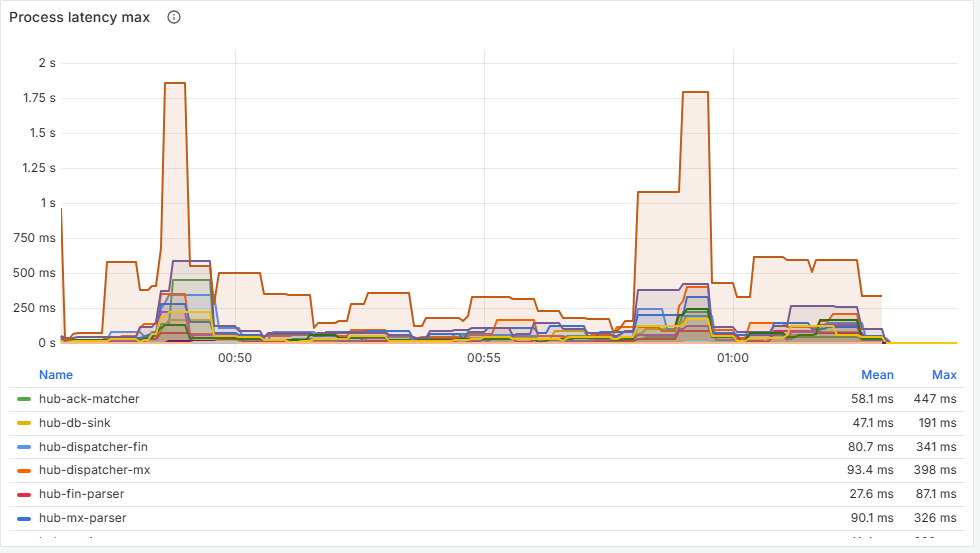 Process latency max
2 s
1.75 s
1.5 s
1.25 s
1 s
750 ms
500 ms
250 ms
0 s
00:50 00:55 01:00
Name Mean Max
hub-ack-matcher 58.1 ms 447 ms
hub-db-sink 47.1 ms 191 ms
hub-dispatcher-fin 80.7 ms 341 ms
hub-dispatcher-mx 93.4 ms 398 ms
hub-fin-parser 27.6 ms 87.1 ms
hub-mx-parser 90.1 ms 326 ms